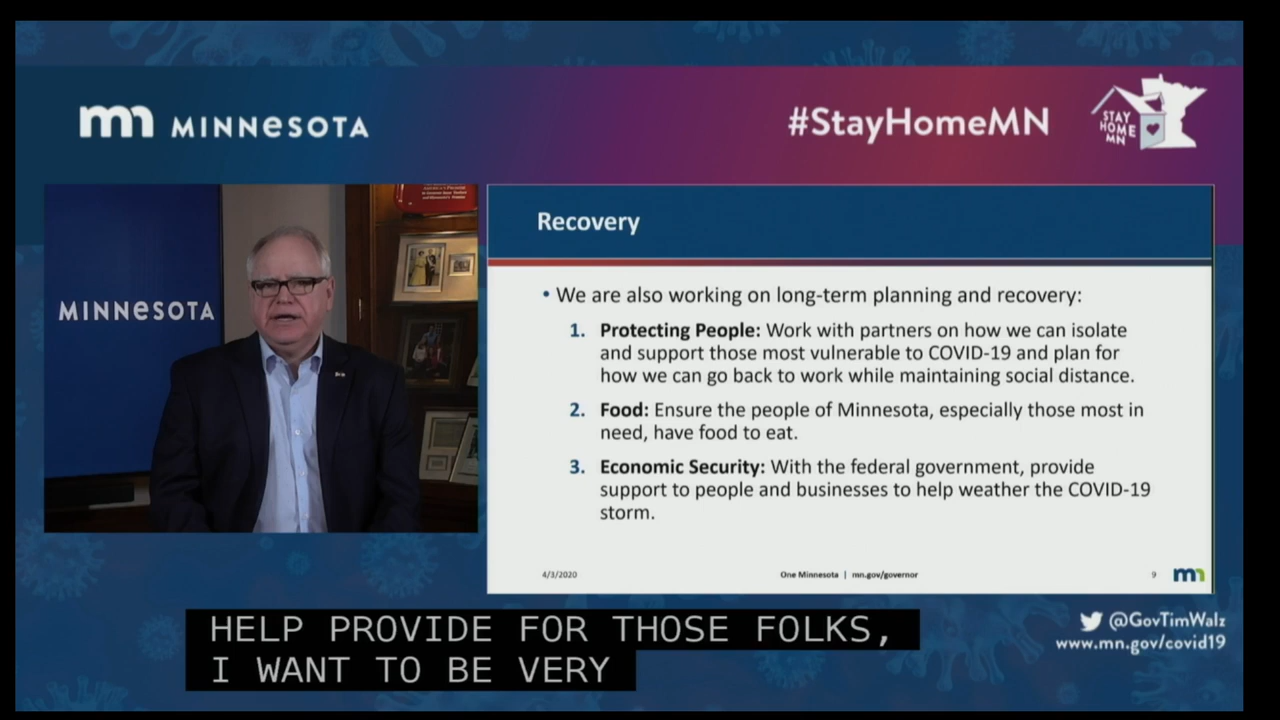 mn MINNESOTA
#StayHomeMN
STAY
HOME
MN
MINNESOTA
Recovery
• We are also working on long-term planning and recovery:
1. Protecting People: Work with partners on how we can isolate
and support those most vulnerable to COVID-19 and plan for
how we can go back to work while maintaining social distance.
2. Food: Ensure the people of Minnesota, especially those most in
need, have food to eat.
3. Economic Security: With the federal government, provide
support to people and businesses to help weather the COVID-19
storm.
4/3/2020
One Minnesota | mn.gov/governor
9
mn
HELP PROVIDE FOR THOSE FOLKS,
I WANT TO BE VERY
@GovTimWalz
www.mn.gov/covid19